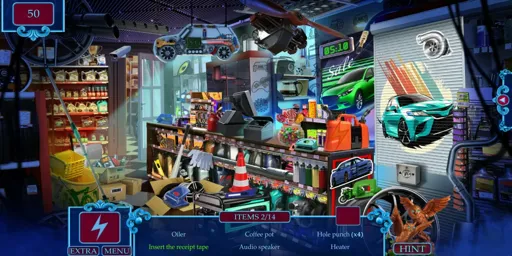 50
05:10
Sale
ITEMS 2/14
Oiler
Coffee pot
Hole punch (x4)
Insert the receipt tape
Audio speaker
Heater
EXTRA
MENU
HINT